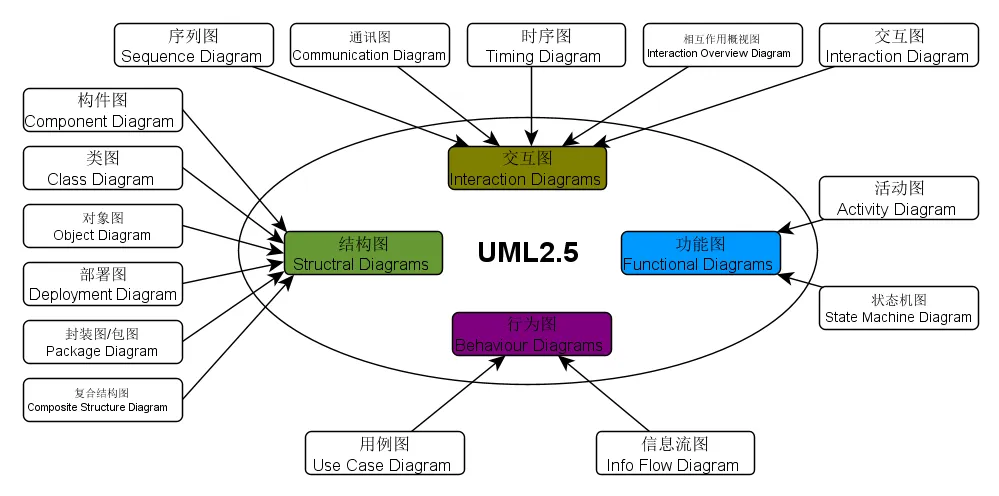 序列图
Sequence Diagram
通讯图
Communication Diagram
时序图
Timing Diagram
相互作用概视图
Interaction Overview Diagram
交互图
Interaction Diagram
构件图
Component Diagram
类图
Class Diagram
对象图
Object Diagram
部署图
Deployment Diagram
封装图/包图
Package Diagram
复合结构图
Composite Structure Diagram
交互图
Interaction Diagrams
结构图
Structral Diagrams
UML2.5
功能图
Functional Diagrams
行为图
Behaviour Diagrams
活动图
Activity Diagram
状态机图
State Machine Diagram
用例图
Use Case Diagram
信息流图
Info Flow Diagram